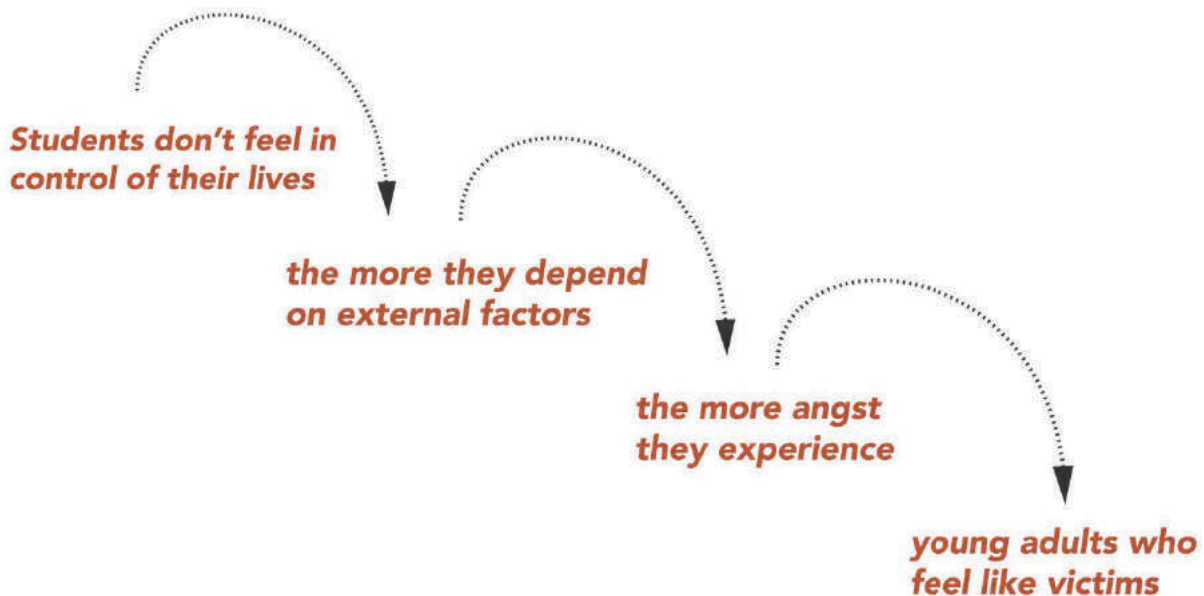 Students don't feel in
control of their lives
the more they depend
on external factors
the more angst
they experience
young adults who
feel like victims